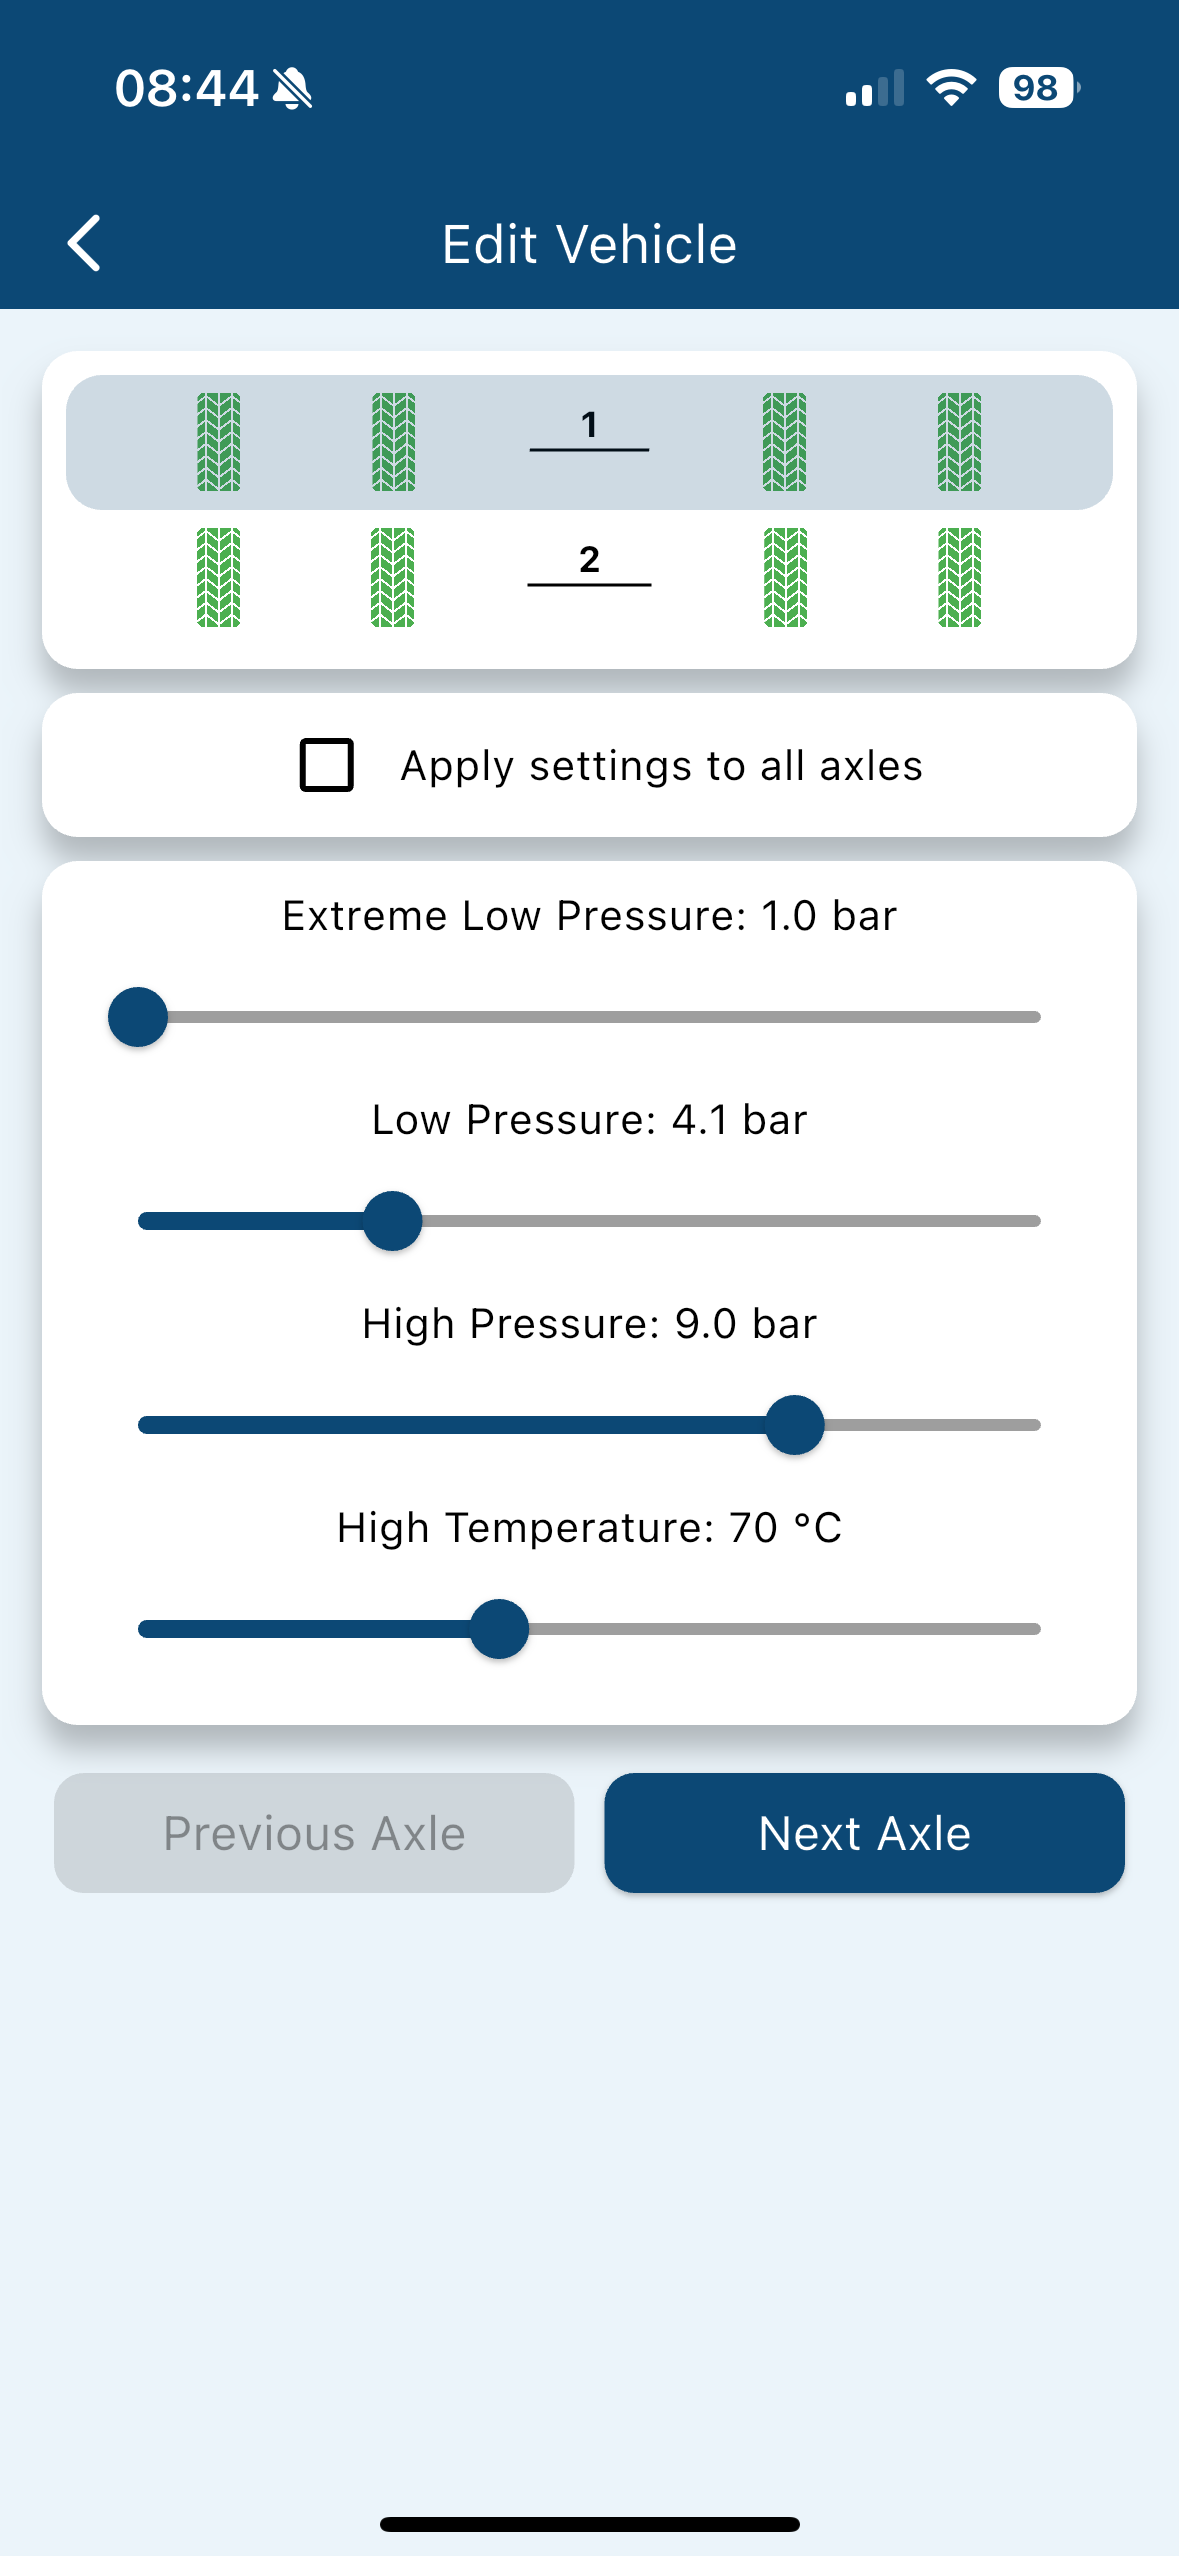 08:44
98
Edit Vehicle
1
2
Apply settings to all axles
Extreme Low Pressure: 1.0 bar
Low Pressure: 4.1 bar
High Pressure: 9.0 bar
High Temperature: 70 °C
Previous Axle
Next Axle